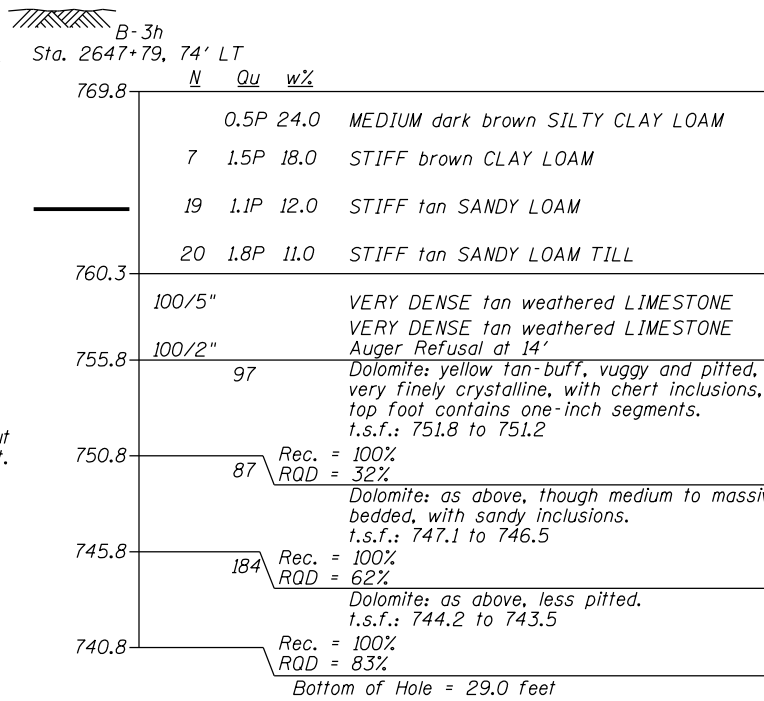 B-3h
Sta. 2647+79, 74' LT
N Qu w%
769.8
0.5P 24.0 MEDIUM dark brown SILTY CLAY LOAM
7 1.5P 18.0 STIFF brown CLAY LOAM
19 1.1P 12.0 STIFF tan SANDY LOAM
20 1.8P 11.0 STIFF tan SANDY LOAM TILL
760.3
100/5" VERY DENSE tan weathered LIMESTONE
VERY DENSE tan weathered LIMESTONE
100/2" Auger Refusal at 14'
755.8
97 Dolomite: yellow tan-buff, vuggy and pitted,
very finely crystalline, with chert inclusions,
top foot contains one-inch segments.
t.s.f.: 751.8 to 751.2
750.8 Rec. = 100%
87 RQD = 32%
Dolomite: as above, though medium to massiv
bedded, with sandy inclusions.
t.s.f.: 747.1 to 746.5
745.8 Rec. = 100%
184 RQD = 62%
Dolomite: as above, less pitted.
t.s.f.: 744.2 to 743.5
740.8 Rec. = 100%
RQD = 83%
Bottom of Hole = 29.0 feet